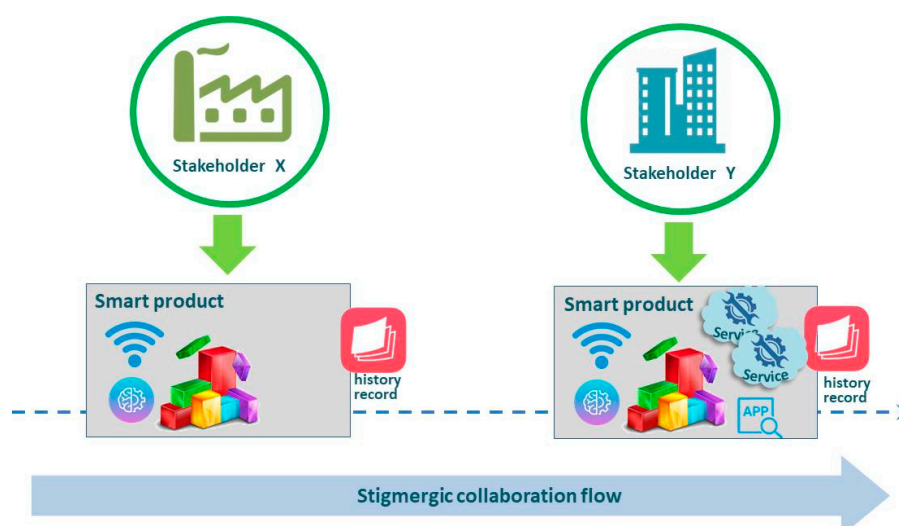 Stakeholder X
Stakeholder Y
Smart product
history
record
Smart product
Service
Service
APP
history
record
Stigmergic collaboration flow